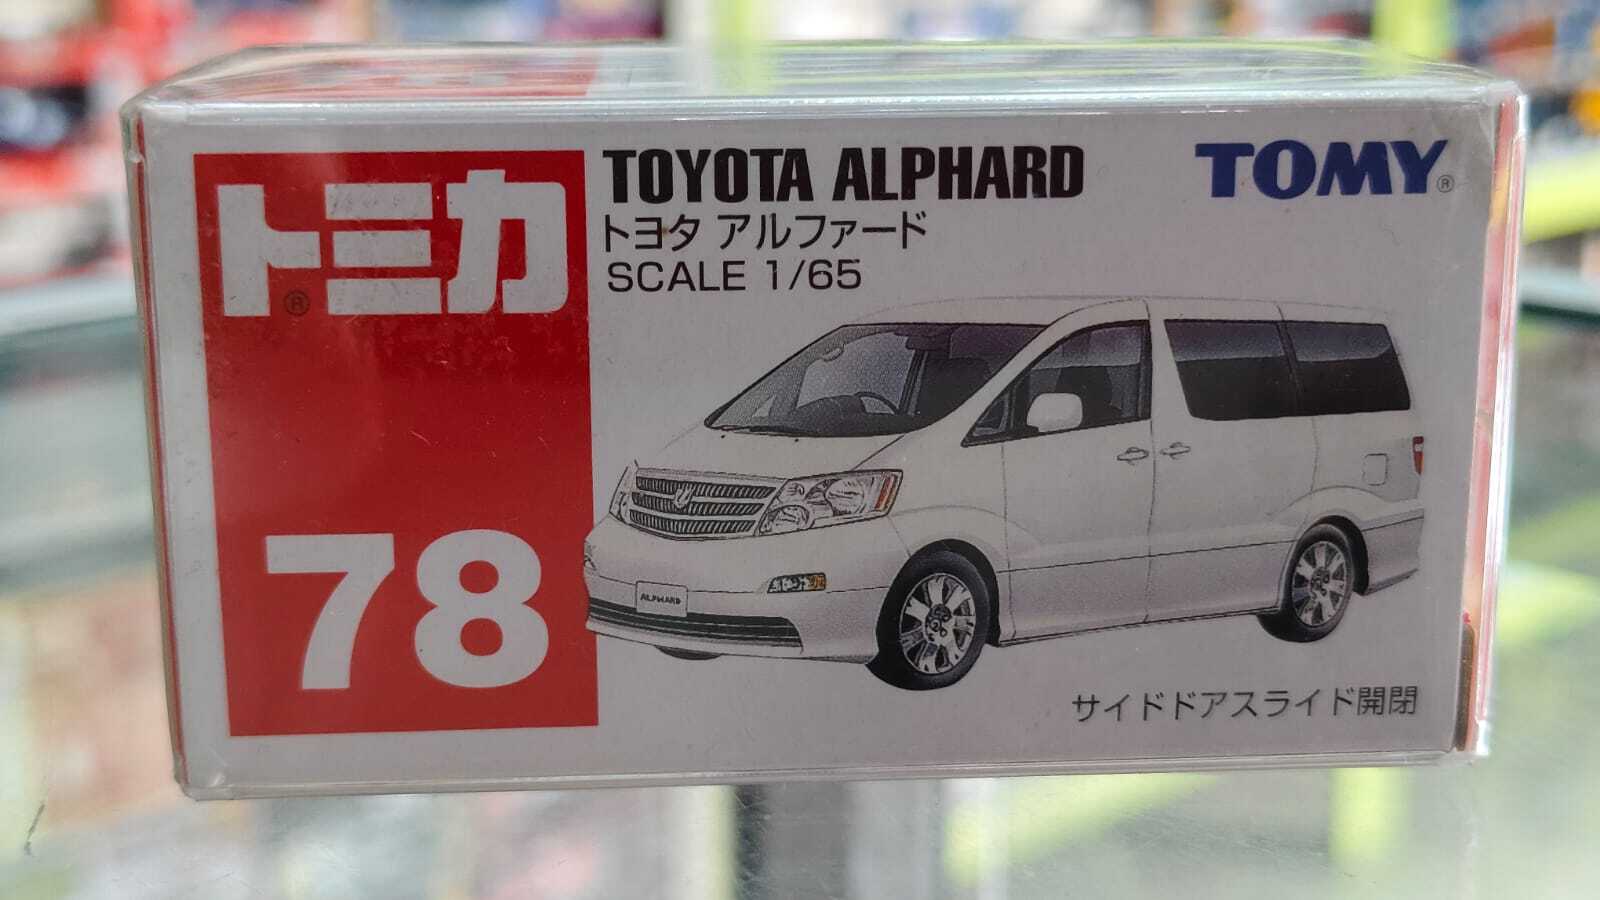 トミカ
78
TOYOTA ALPHARD
トヨタ アルファード
SCALE 1/65
TOMY
ALPHARD
サイドドアスライド開閉